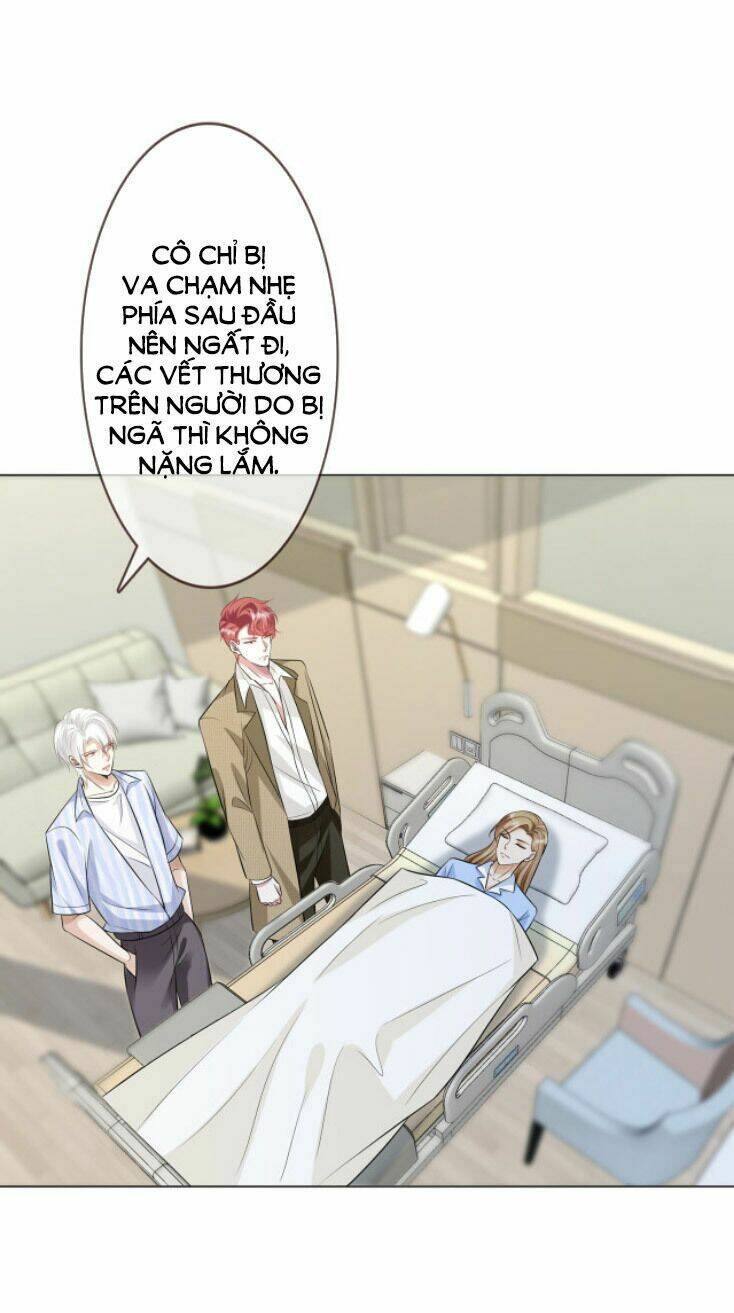 CÔ CHỈ BỊ
VA CHẠM NHẸ
PHÍA SAU ĐẦU
NÊN NGẤT ĐI,
CÁC VẾT THƯƠNG
TRÊN NGƯỜI DO BỊ
NGÃ THÌ KHÔNG
NẶNG LẮM.